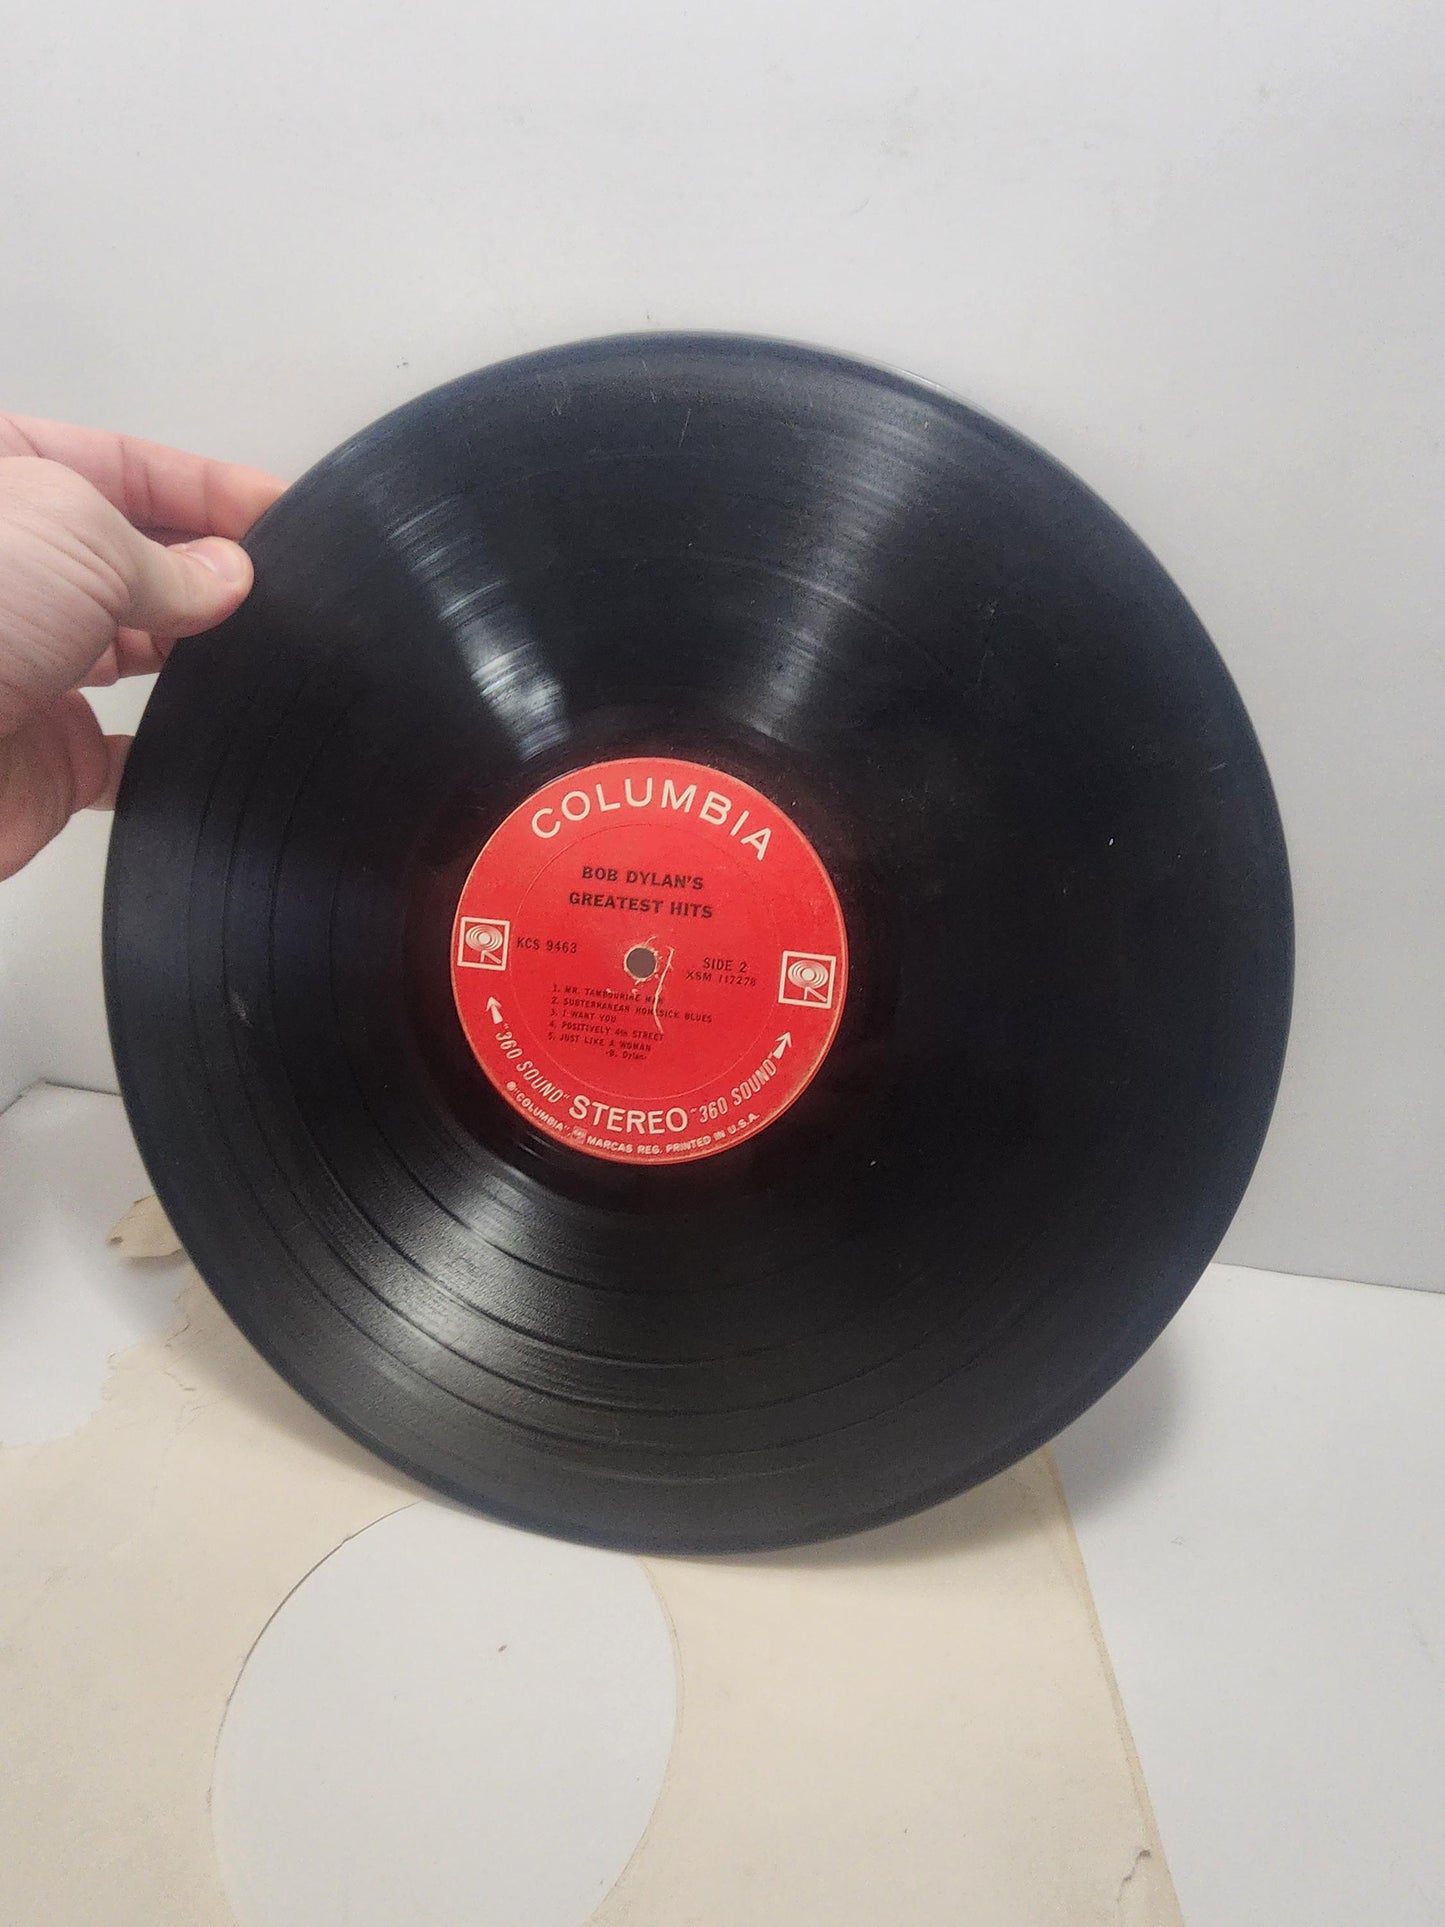 COLUMBIA
BOB DYLAN'S
GREATEST HITS
KCS 9463
SIDE 2
XSM 117278
1. MR. TAMBOURINE MAN
2. SUBTERRANEAN HOMESICK BLUES
3. I WANT YOU
4. POSITIVELY 4th STREET
5. JUST LIKE A WOMAN
-B. Dylan-
"360 SOUND" STEREO "360 SOUND"
℗"COLUMBIA", MARCAS REG. PRINTED IN U.S.A.